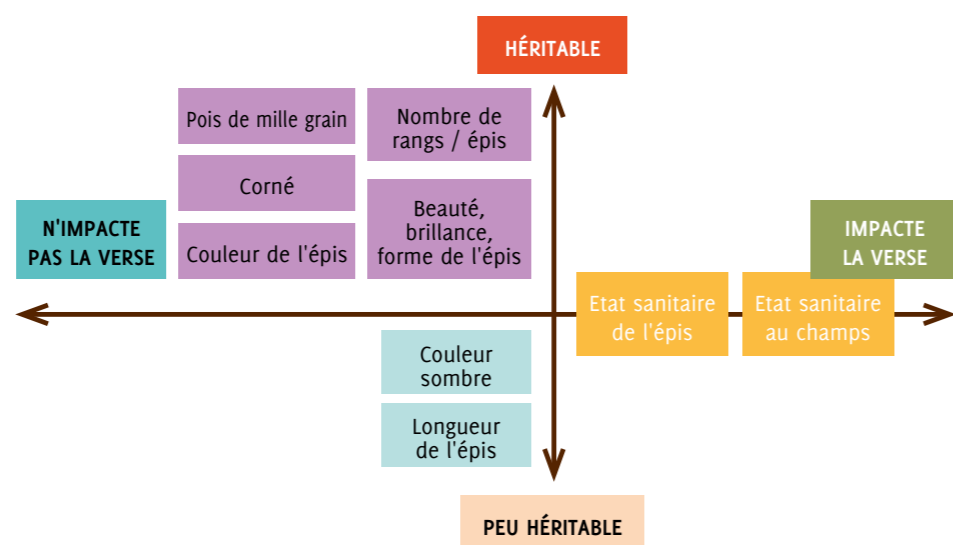 HÉRITABLE
Pois de mille grain
Nombre de
rangs / épis
Corné
Beauté,
brillance,
forme de l'épis
Couleur de l'épis
N'IMPACTE
PAS LA VERSE
IMPACTE
LA VERSE
Etat sanitaire
de l'épis
Etat sanitaire
au champs
Couleur
sombre
Longueur
de l'épis
PEU HÉRITABLE